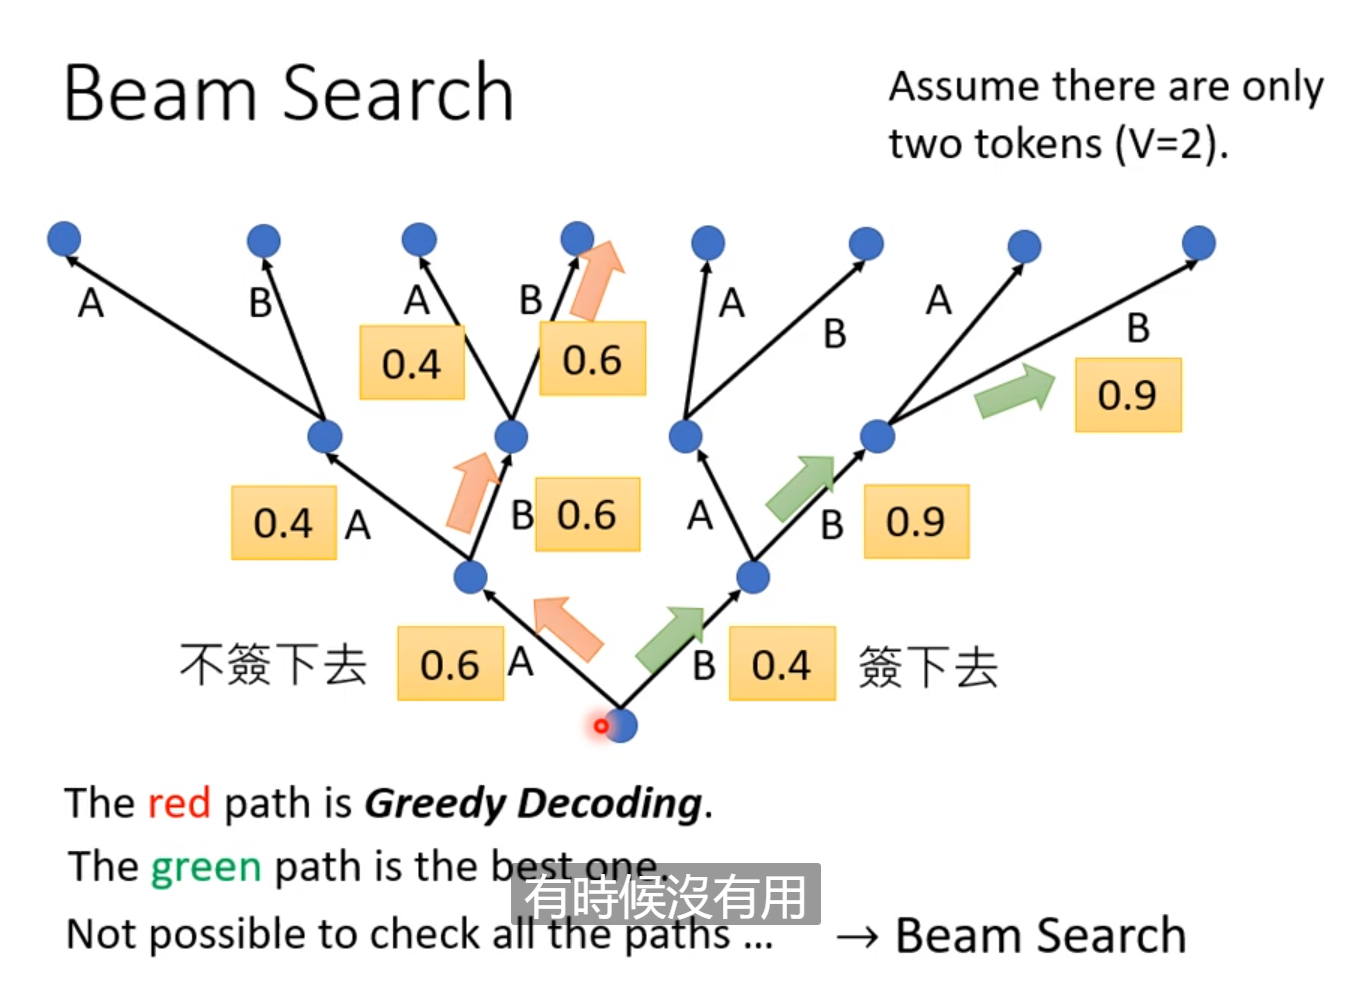 Beam Search
Assume there are only
two tokens (V=2).
A
B
A
B
A
B
A
B
0.4
0.6
0.9
0.4
A
B
0.6
A
B
0.9
不簽下去
0.6
A
B
0.4
簽下去
The red path is Greedy Decoding.
The green path is the best one.
有時候沒有用
Not possible to check all the paths ...
→ Beam Search